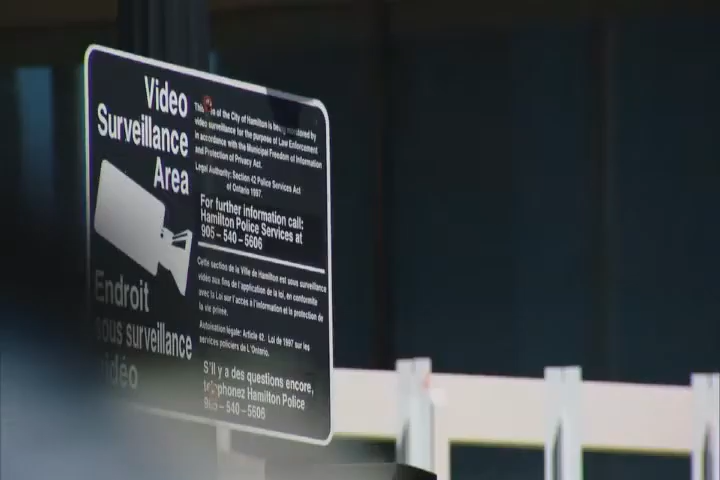 Video
Surveillance
Area
This of the City of Hamilton is being monitored by
video surveillance for the purpose of Law Enforcement
in accordance with the Municipal Freedom of Information
and Protection of Privacy Act.
Legal Authority: Section 42 Police Services Act
of Ontario 1997.
For further information call:
Hamilton Police Services at
905-540-5606
Endroit
sous surveillance
vidéo
Cette section de la Ville de Hamilton est sous surveillance
vidéo aux fins de l'application de la loi, en conformité
avec la Loi sur l'accès à l'information et la protection de
la vie privée.
Autorisation légale: Article 42. Loi de 1997 sur les
services policiers de L'Ontario.
S'il y a des questions encore,
téléphonez Hamilton Police
905-540-5606